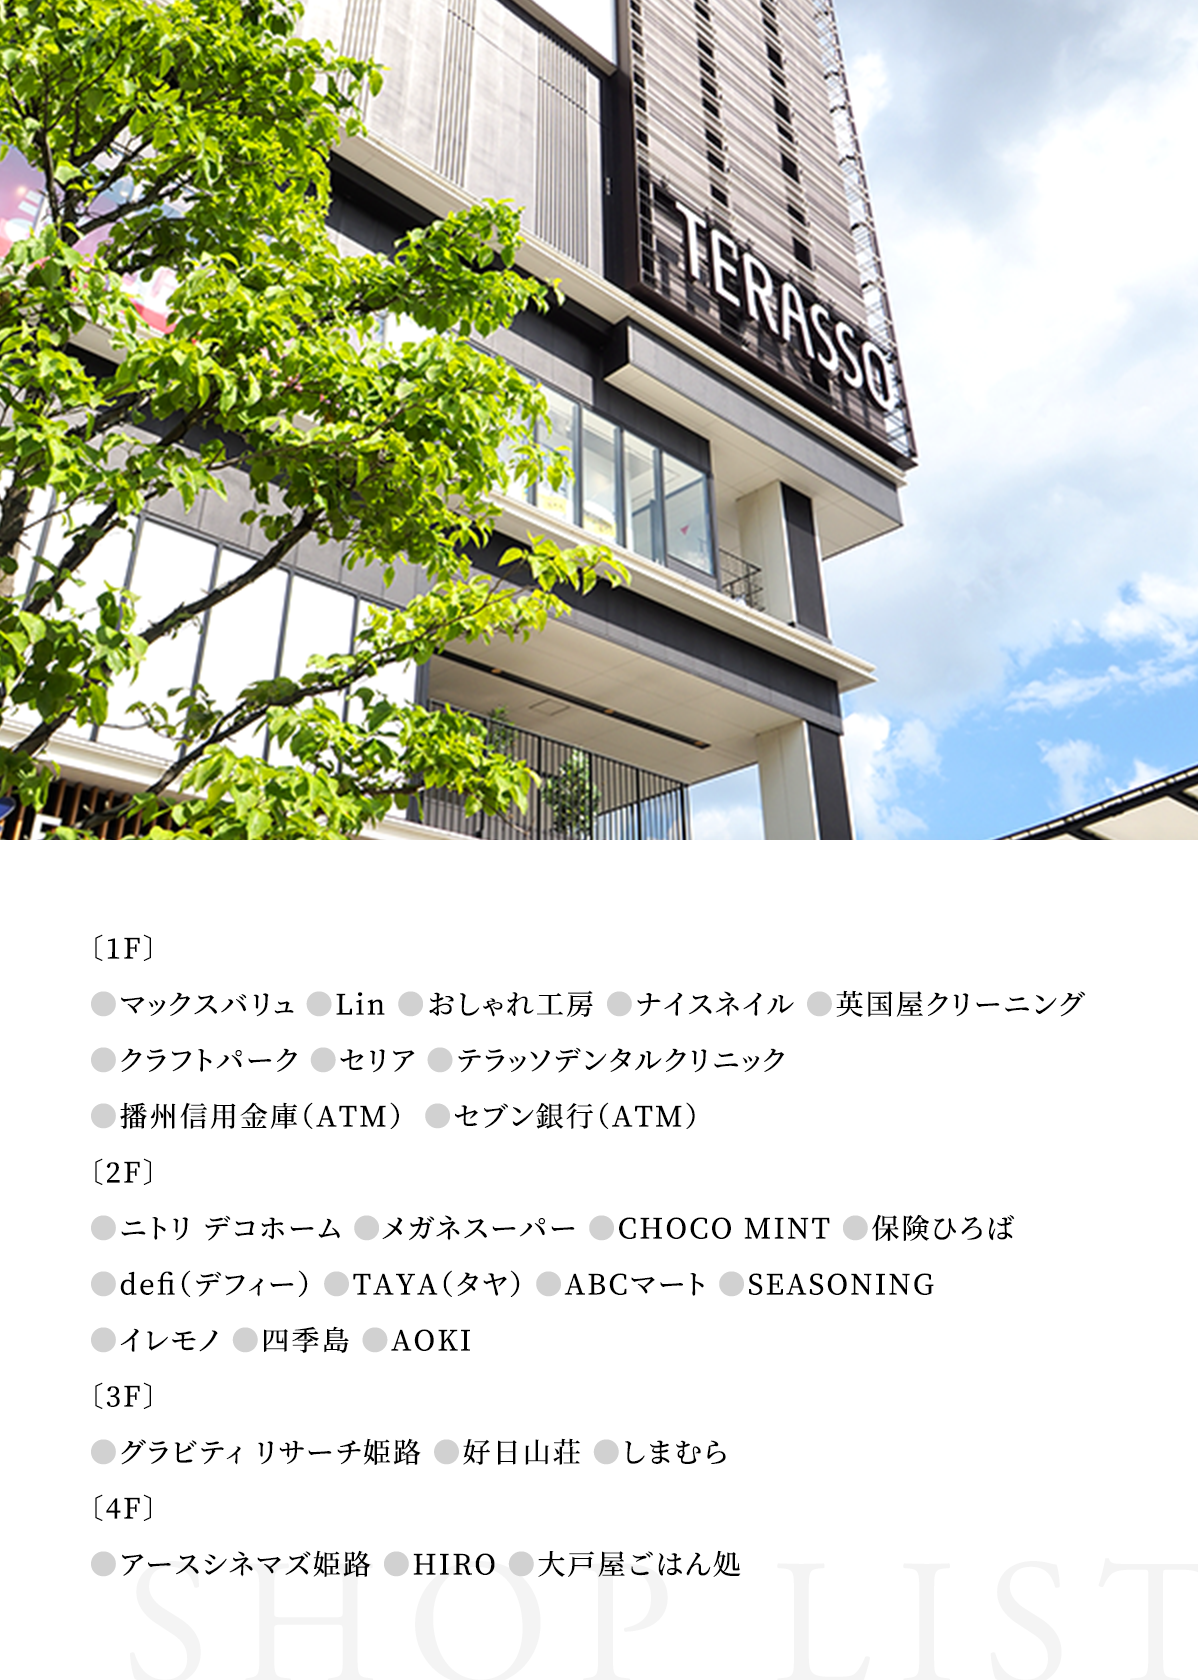 TERASSO
〔1F〕
●マックスバリュ ●Lin ●おしゃれ工房 ●ナイスネイル ●英国屋クリーニング
●クラフトパーク ●セリア ●テラッソデンタルクリニック
●播州信用金庫（ATM） ●セブン銀行（ATM）
〔2F〕
●ニトリ デコホーム ●メガネスーパー ●CHOCO MINT ●保険ひろば
●defi（デフィー） ●TAYA（タヤ） ●ABCマート ●SEASONING
●イレモノ ●四季島 ●AOKI
〔3F〕
●グラビティリサーチ姫路 ●好日山荘 ●しまむら
〔4F〕
●アースシネマズ姫路 ●HIRO ●大戸屋ごはん処
SHOP LIST